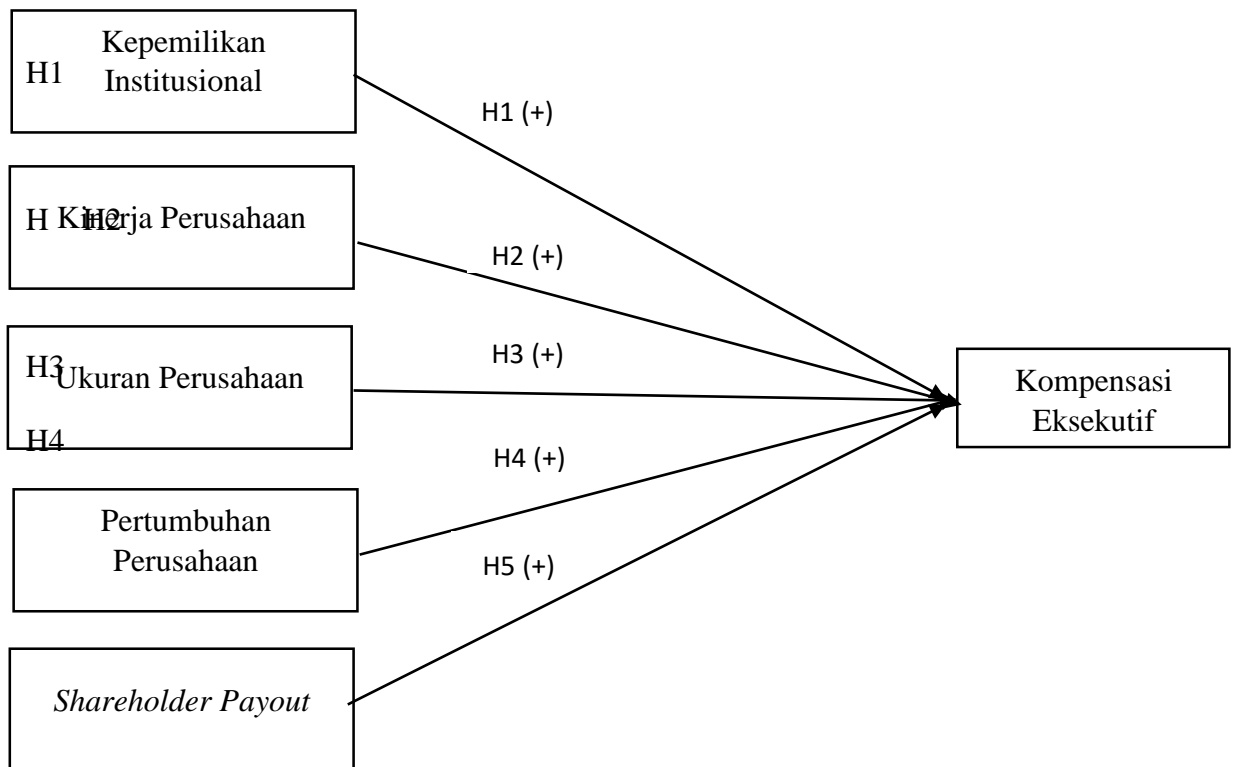 Kepemilikan
H1 Institusional
H1 (+)
H H2 Kinerja Perusahaan
H2 (+)
H3 Ukuran Perusahaan
H3 (+)
H4
H4 (+)
Pertumbuhan
Perusahaan
H5 (+)
Shareholder Payout
Kompensasi
Eksekutif